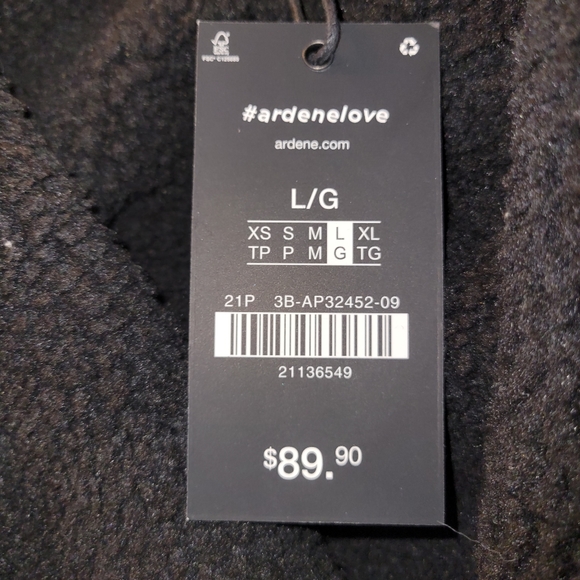 #ardenelove
ardene.com
L/G
XS S M L XL
TP P M G TG
21P 3B-AP32452-09
21136549
$89.90